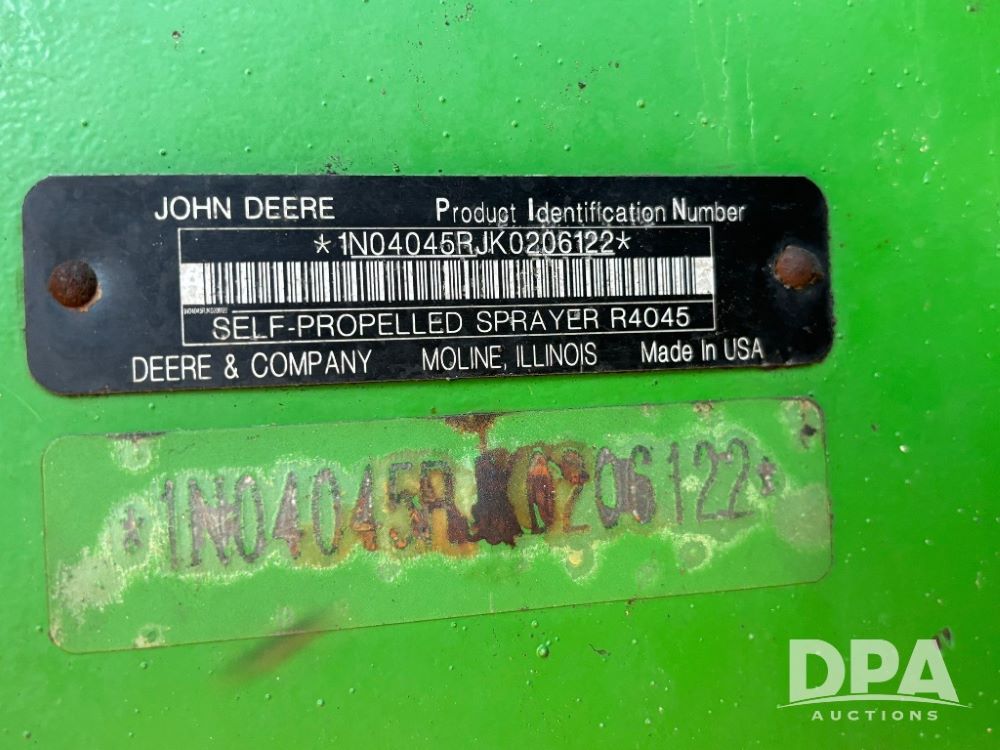 JOHN DEERE Product Identification Number
*1N04045RJK0206122*
SELF-PROPELLED SPRAYER R4045
DEERE & COMPANY MOLINE, ILLINOIS Made In USA
*1N04045RJK0206122*
DPA
AUCTIONS